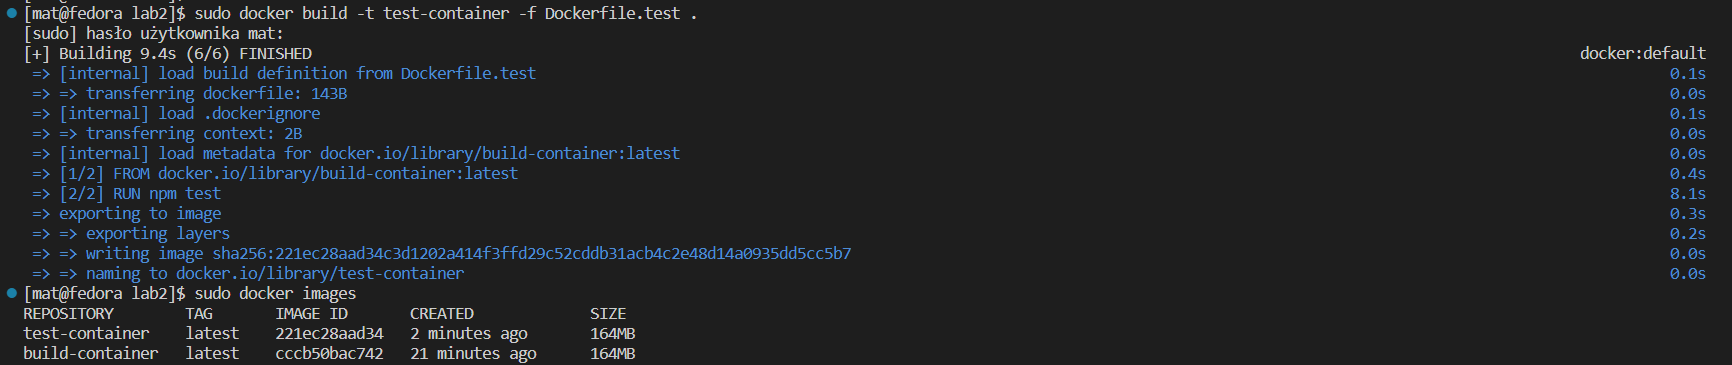 [mat@fedora lab2]$ sudo docker build -t test-container -f Dockerfile.test .
[sudo] hasło użytkownika mat:
[+] Building 9.4s (6/6) FINISHED docker:default
=> [internal] load build definition from Dockerfile.test 0.1s
=> => transferring dockerfile: 143B 0.0s
=> [internal] load .dockerignore 0.1s
=> => transferring context: 2B 0.0s
=> [internal] load metadata for docker.io/library/build-container:latest 0.0s
=> [1/2] FROM docker.io/library/build-container:latest 0.4s
=> [2/2] RUN npm test 8.1s
=> exporting to image 0.3s
=> => exporting layers 0.2s
=> => writing image sha256:221ec28aad34c3d1202a414f3ffd29c52cddb31acb4c2e48d14a0935dd5cc5b7 0.0s
=> => naming to docker.io/library/test-container 0.0s
[mat@fedora lab2]$ sudo docker images
REPOSITORY TAG IMAGE ID CREATED SIZE
test-container latest 221ec28aad34 2 minutes ago 164MB
build-container latest cccb50bac742 21 minutes ago 164MB